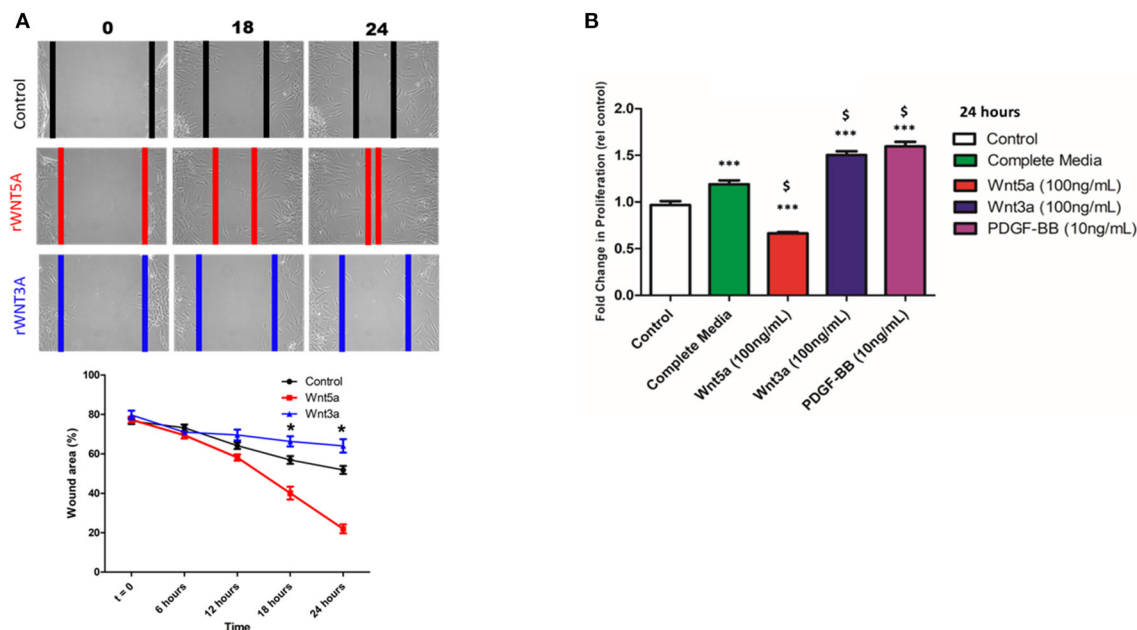 A
0 18 24
Control
rWNT5A
rWNT3A
Wound area (%)
100
80
60
40
20
0
Control
Wnt5a
Wnt3a
* *
t = 0 6 hours 12 hours 18 hours 24 hours
Time
B
Fold Change in Proliferation (rel control)
2.0
1.5
1.0
0.5
0.0
***
$
***
$
***
$
***
Control Complete Media Wnt5a (100ng/mL) Wnt3a (100ng/mL) PDGF-BB (10ng/mL)
24 hours
Control
Complete Media
Wnt5a (100ng/mL)
Wnt3a (100ng/mL)
PDGF-BB (10ng/mL)